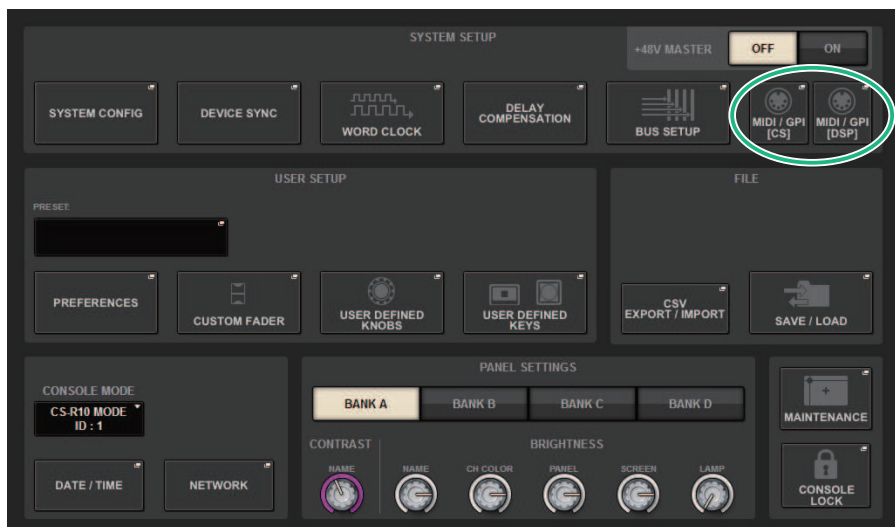 SYSTEM SETUP
+48V MASTER
OFF
ON
SYSTEM CONFIG
DEVICE SYNC
WORD CLOCK
DELAY
COMPENSATION
BUS SETUP
MIDI / GPI
[CS]
MIDI / GPI
[DSP]
USER SETUP
PRESET
PREFERENCES
CUSTOM FADER
USER DEFINED
KNOBS
USER DEFINED
KEYS
FILE
CSV
EXPORT / IMPORT
SAVE / LOAD
CONSOLE MODE
CS-R10 MODE
ID : 1
DATE / TIME
NETWORK
PANEL SETTINGS
BANK A
BANK B
BANK C
BANK D
CONTRAST
BRIGHTNESS
NAME
NAME
CH COLOR
PANEL
SCREEN
LAMP
MAINTENANCE
CONSOLE
LOCK